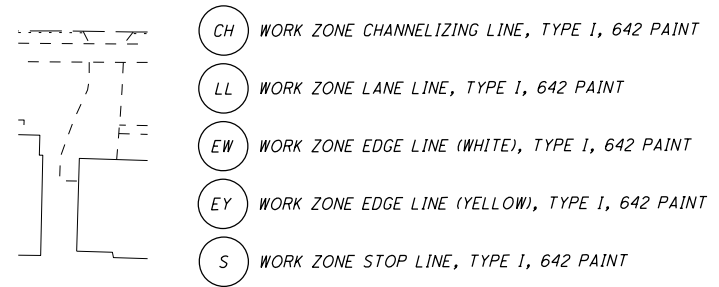 CH WORK ZONE CHANNELIZING LINE, TYPE I, 642 PAINT
LL WORK ZONE LANE LINE, TYPE I, 642 PAINT
EW WORK ZONE EDGE LINE (WHITE), TYPE I, 642 PAINT
EY WORK ZONE EDGE LINE (YELLOW), TYPE I, 642 PAINT
S WORK ZONE STOP LINE, TYPE I, 642 PAINT